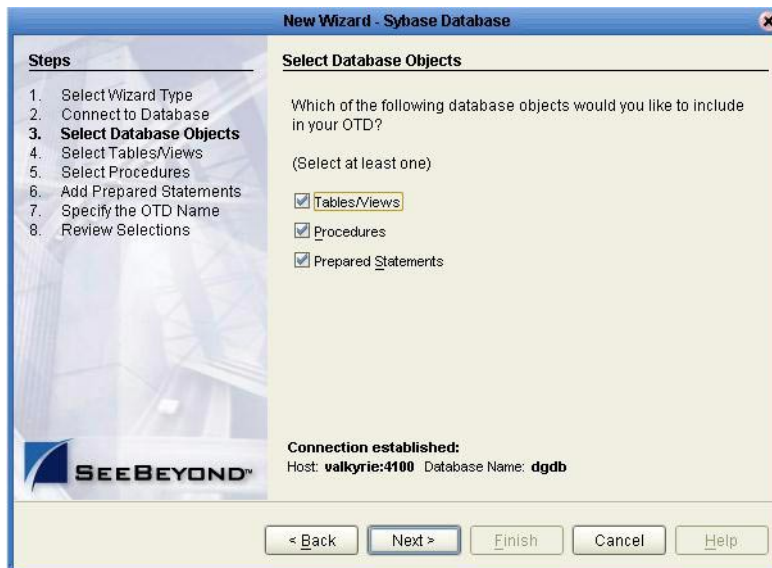 New Wizard - Sybase Database
Steps
1. Select Wizard Type
2. Connect to Database
3. Select Database Objects
4. Select Tables/Views
5. Select Procedures
6. Add Prepared Statements
7. Specify the OTD Name
8. Review Selections
SEEBEYOND™
Select Database Objects
Which of the following database objects would you like to include
in your OTD?
(Select at least one)
Tables/Views
Procedures
Prepared Statements
Connection established:
Host: valkyrie:4100 Database Name: dgdb
< Back
Next >
Finish
Cancel
Help